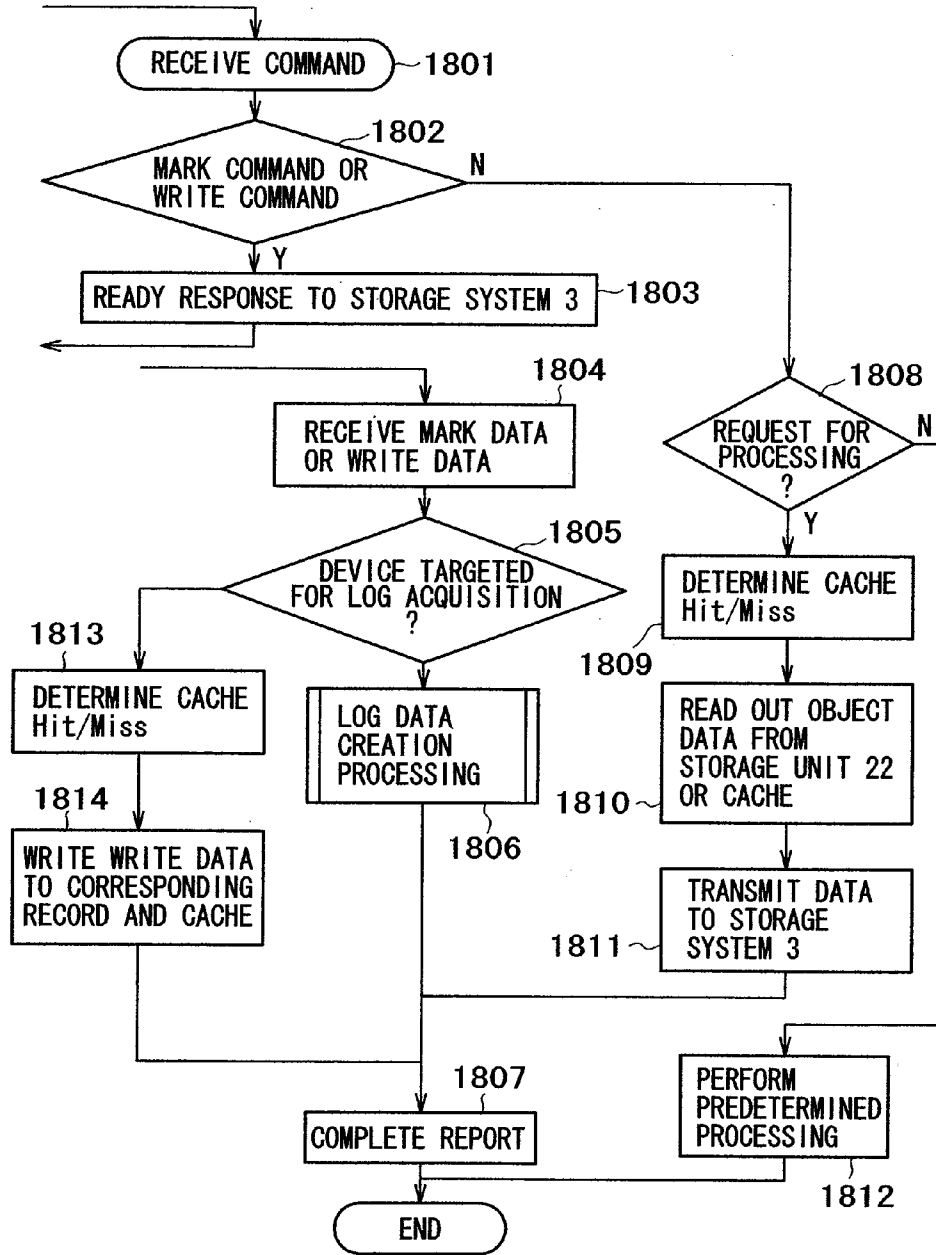 RECEIVE COMMAND
1801
1802
MARK COMMAND OR
WRITE COMMAND
N
Y
READY RESPONSE TO STORAGE SYSTEM 3
1803
1804
RECEIVE MARK DATA
OR WRITE DATA
1805
DEVICE TARGETED
FOR LOG ACQUISITION
?
1808
REQUEST FOR
PROCESSING
?
N
Y
DETERMINE CACHE
Hit/Miss
1809
1813
DETERMINE CACHE
Hit/Miss
LOG DATA
CREATION
PROCESSING
1806
READ OUT OBJECT
DATA FROM
STORAGE UNIT 22
OR CACHE
1810
1814
WRITE WRITE DATA
TO CORRESPONDING
RECORD AND CACHE
TRANSMIT DATA
TO STORAGE
SYSTEM 3
1811
1807
COMPLETE REPORT
PERFORM
PREDETERMINED
PROCESSING
1812
END